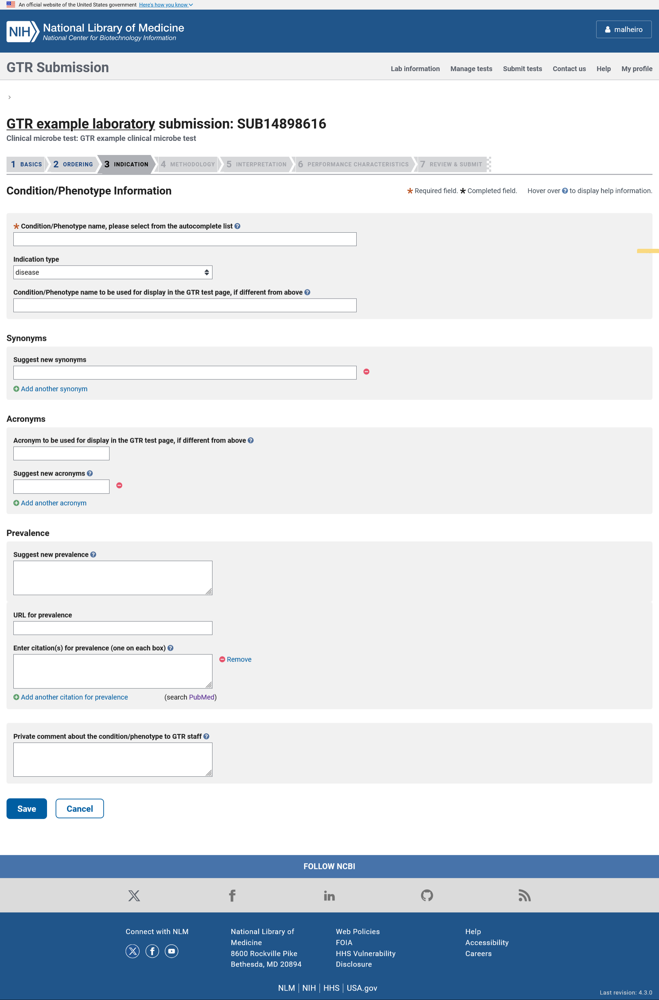 An official website of the United States government Here's how you know
NIH National Library of Medicine
National Center for Biotechnology Information
malheiro
GTR Submission
Lab information Manage tests Submit tests Contact us Help My profile
>
GTR example laboratory submission: SUB14898616
Clinical microbe test: GTR example clinical microbe test
1 BASICS 2 ORDERING 3 INDICATION 4 METHODOLOGY 5 INTERPRETATION 6 PERFORMANCE CHARACTERISTICS 7 REVIEW & SUBMIT
Condition/Phenotype Information
* Required field. * Completed field. Hover over ? to display help information.
* Condition/Phenotype name, please select from the autocomplete list ?
Indication type
disease
Condition/Phenotype name to be used for display in the GTR test page, if different from above ?
Synonyms
Suggest new synonyms
Add another synonym
Acronyms
Acronym to be used for display in the GTR test page, if different from above ?
Suggest new acronyms ?
Add another acronym
Prevalence
Suggest new prevalence ?
URL for prevalence
Enter citation(s) for prevalence (one on each box) ?
Remove
Add another citation for prevalence (search PubMed)
Private comment about the condition/phenotype to GTR staff ?
Save Cancel
FOLLOW NCBI
Connect with NLM
National Library of
Medicine
8600 Rockville Pike
Bethesda, MD 20894
Web Policies
FOIA
HHS Vulnerability
Disclosure
Help
Accessibility
Careers
NLM | NIH | HHS | USA.gov
Last revision: 4.3.0